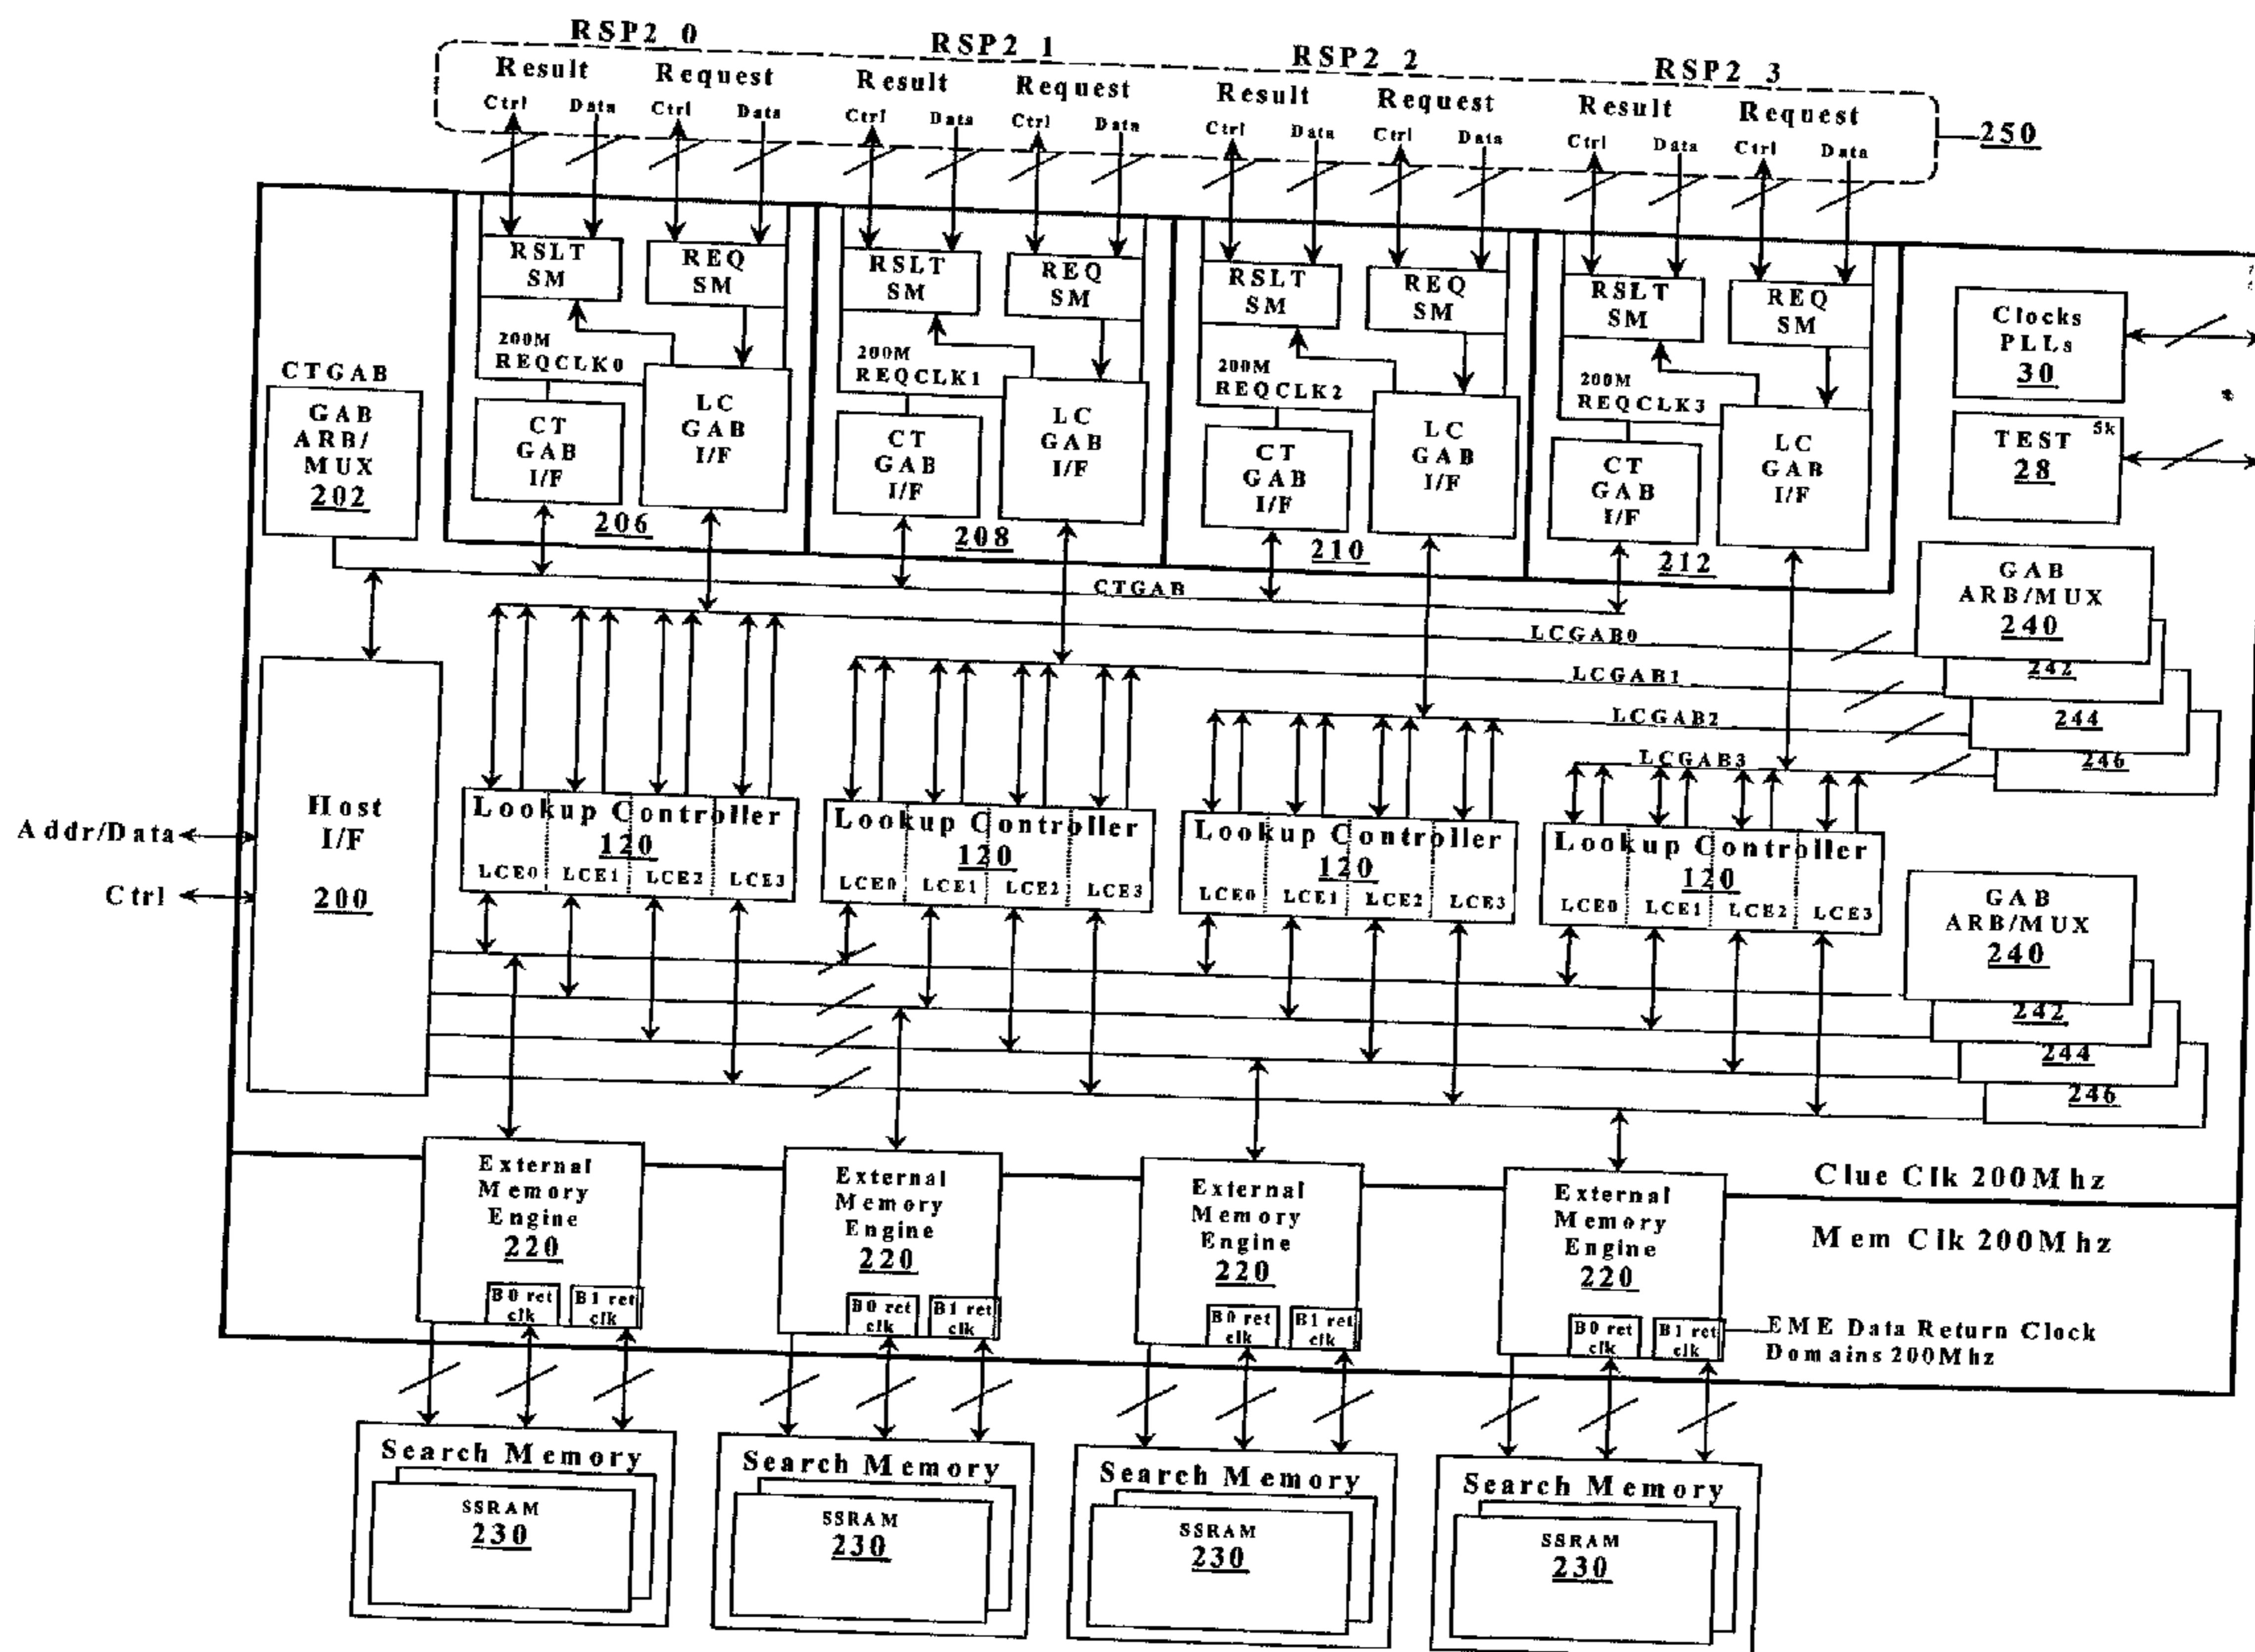 RSP2_0 RSP2_1 RSP2_2 RSP2_3
Result Request Result Request Result Request Result Request
Ctrl Data Ctrl Data Ctrl Data Ctrl Data Ctrl Data Ctrl Data Ctrl Data Ctrl Data
250
RSLT
SM
REQ
SM
200M
REQCLK0
CT
GAB
I/F
LC
GAB
I/F
206
RSLT
SM
REQ
SM
200M
REQCLK1
CT
GAB
I/F
LC
GAB
I/F
208
RSLT
SM
REQ
SM
200M
REQCLK2
CT
GAB
I/F
LC
GAB
I/F
210
RSLT
SM
REQ
SM
200M
REQCLK3
CT
GAB
I/F
LC
GAB
I/F
212
CTGAB
GAB
ARB/
MUX
202
Clocks
PLLs
30
TEST 5k
28
CTGAB
LCGAB0
LCGAB1
LCGAB2
LCGAB3
GAB
ARB/MUX
240
242
244
246
Host
I/F
200
Addr/Data
Ctrl
Lookup Controller
120
LCE0 LCE1 LCE2 LCE3
Lookup Controller
120
LCE0 LCE1 LCE2 LCE3
Lookup Controller
120
LCE0 LCE1 LCE2 LCE3
Lookup Controller
120
LCE0 LCE1 LCE2 LCE3
GAB
ARB/MUX
240
242
244
246
External
Memory
Engine
220
B0 ret
clk
B1 ret
clk
External
Memory
Engine
220
B0 ret
clk
B1 ret
clk
External
Memory
Engine
220
B0 ret
clk
B1 ret
clk
External
Memory
Engine
220
B0 ret
clk
B1 ret
clk
Clue Clk 200Mhz
Mem Clk 200Mhz
EME Data Return Clock
Domains 200Mhz
Search Memory
SSRAM
230
Search Memory
SSRAM
230
Search Memory
SSRAM
230
Search Memory
SSRAM
230